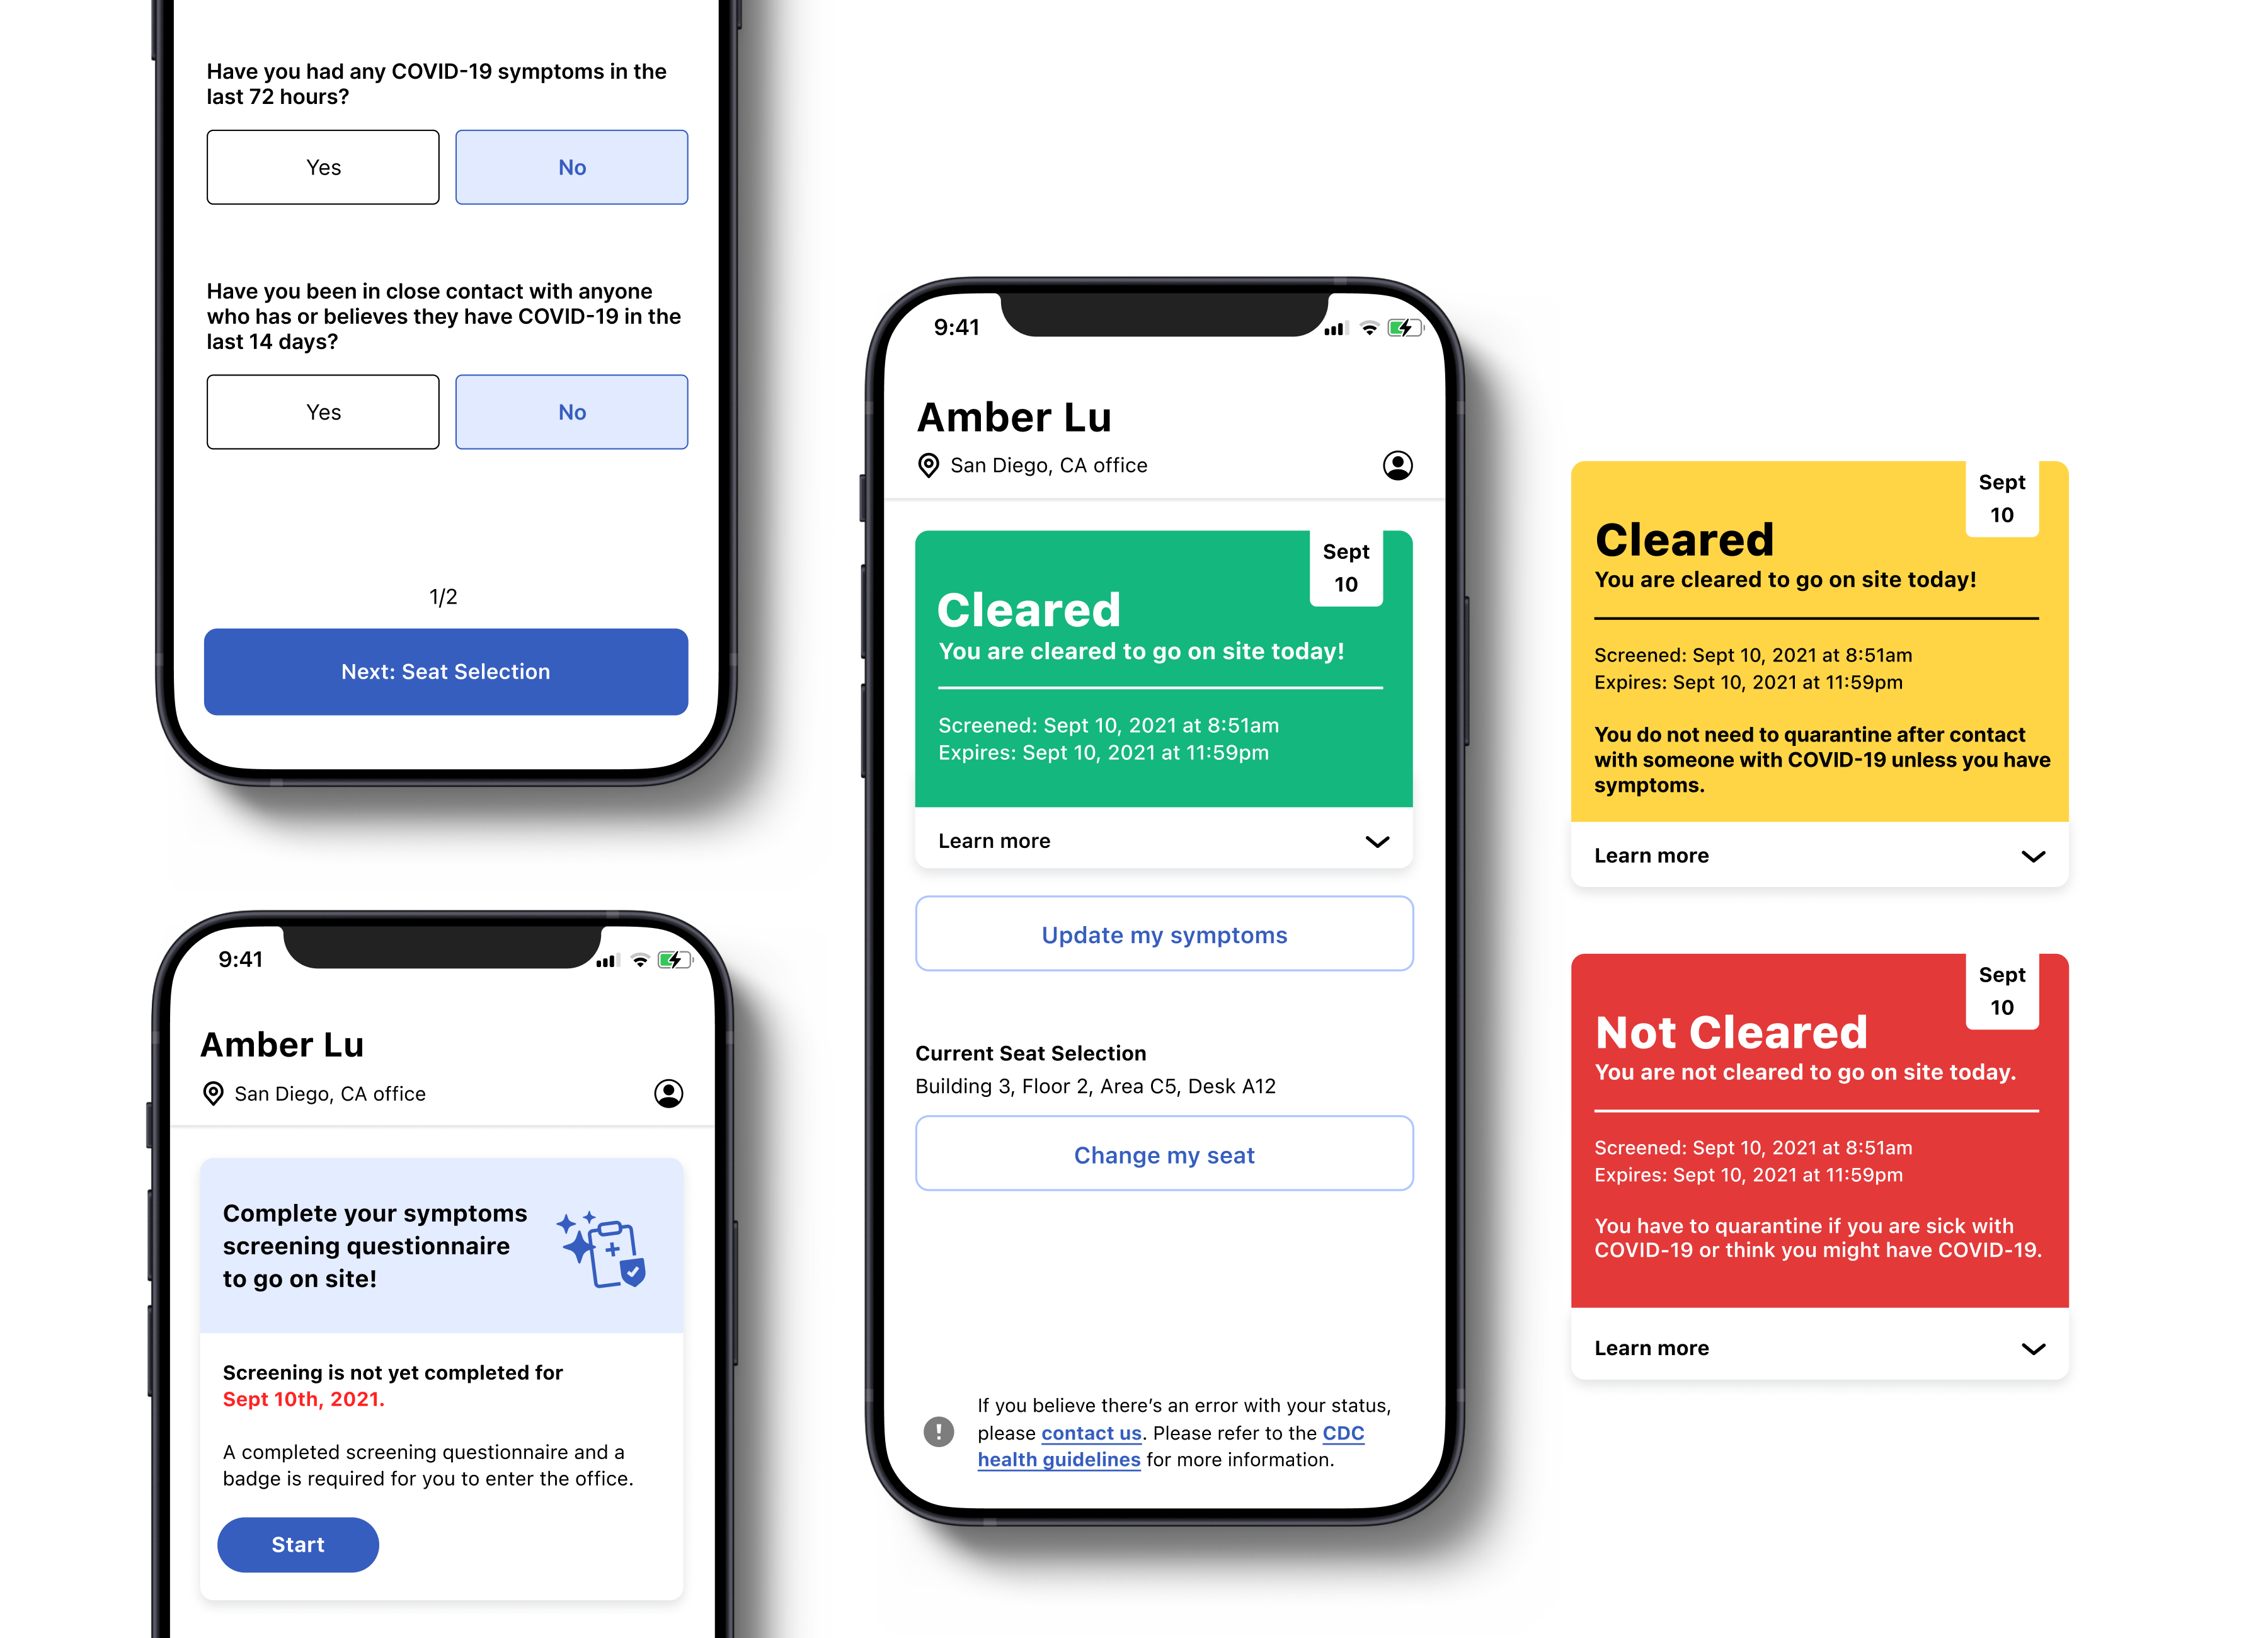 Have you had any COVID-19 symptoms in the
last 72 hours?
Yes
No
Have you been in close contact with anyone
who has or believes they have COVID-19 in the
last 14 days?
Yes
No
1/2
Next: Seat Selection
9:41
Amber Lu
San Diego, CA office
Complete your symptoms
screening questionnaire
to go on site!
Screening is not yet completed for
Sept 10th, 2021.
A completed screening questionnaire and a
badge is required for you to enter the office.
Start
9:41
Amber Lu
San Diego, CA office
Sept
10
Cleared
You are cleared to go on site today!
Screened: Sept 10, 2021 at 8:51am
Expires: Sept 10, 2021 at 11:59pm
Learn more
Update my symptoms
Current Seat Selection
Building 3, Floor 2, Area C5, Desk A12
Change my seat
If you believe there's an error with your status,
please contact us. Please refer to the CDC
health guidelines for more information.
Sept
10
Cleared
You are cleared to go on site today!
Screened: Sept 10, 2021 at 8:51am
Expires: Sept 10, 2021 at 11:59pm
You do not need to quarantine after contact
with someone with COVID-19 unless you have
symptoms.
Learn more
Sept
10
Not Cleared
You are not cleared to go on site today.
Screened: Sept 10, 2021 at 8:51am
Expires: Sept 10, 2021 at 11:59pm
You have to quarantine if you are sick with
COVID-19 or think you might have COVID-19.
Learn more